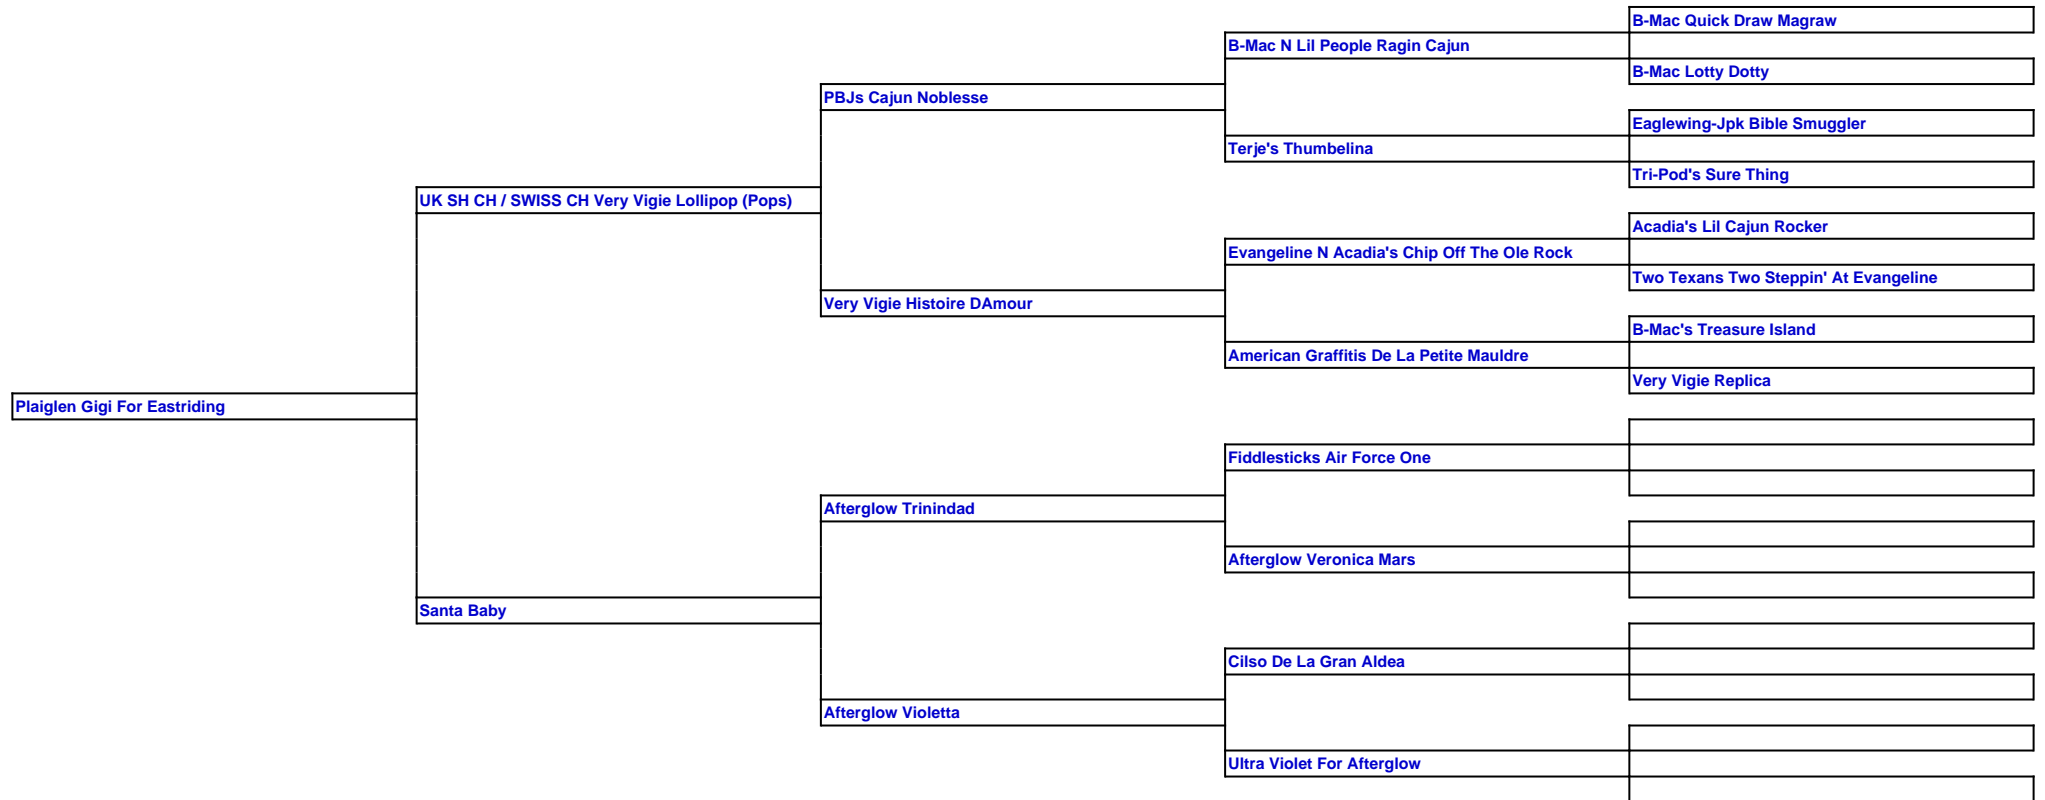 B-Mac Quick Draw Magraw
B-Mac N Lil People Ragin Cajun
B-Mac Lotty Dotty
PBJs Cajun Noblesse
Eaglewing-Jpk Bible Smuggler
Terje's Thumbelina
Tri-Pod's Sure Thing
UK SH CH / SWISS CH Very Vigie Lollipop (Pops)
Acadia's Lil Cajun Rocker
Evangeline N Acadia's Chip Off The Ole Rock
Two Texans Two Steppin' At Evangeline
Very Vigie Histoire DAmour
B-Mac's Treasure Island
American Graffitis De La Petite Mauldre
Very Vigie Replica
Plaiglen Gigi For Eastriding
Fiddlesticks Air Force One
Afterglow Trinindad
Afterglow Veronica Mars
Santa Baby
Cilso De La Gran Aldea
Afterglow Violetta
Ultra Violet For Afterglow